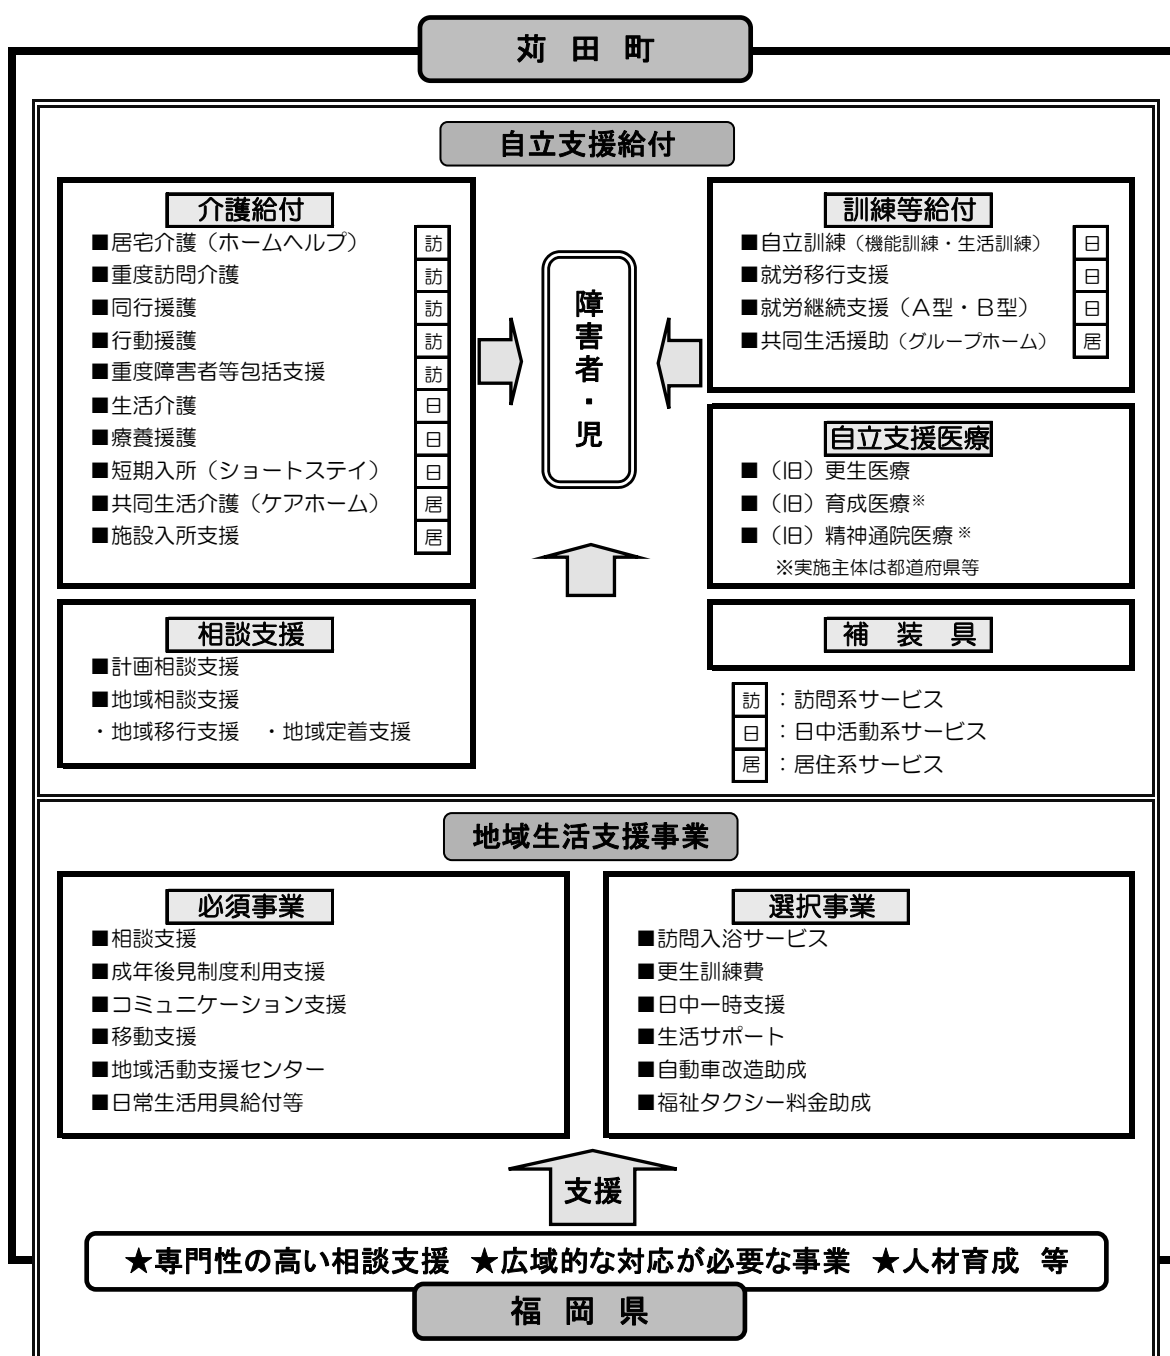 苅 田 町
自立支援給付
介護給付
■居宅介護（ホームヘルプ） 訪
■重度訪問介護 訪
■同行援護 訪
■行動援護 訪
■重度障害者等包括支援 訪
■生活介護 日
■療養援護 日
■短期入所（ショートステイ） 日
■共同生活介護（ケアホーム） 居
■施設入所支援 居
相談支援
■計画相談支援
■地域相談支援
・地域移行支援 ・地域定着支援
障害者・児
訓練等給付
■自立訓練（機能訓練・生活訓練） 日
■就労移行支援 日
■就労継続支援（A型・B型） 日
■共同生活援助（グループホーム） 居
自立支援医療
■（旧）更生医療
■（旧）育成医療※
■（旧）精神通院医療※
※実施主体は都道府県等
補 装 具
訪：訪問系サービス
日：日中活動系サービス
居：居住系サービス
地域生活支援事業
必須事業
■相談支援
■成年後見制度利用支援
■コミュニケーション支援
■移動支援
■地域活動支援センター
■日常生活用具給付等
選択事業
■訪問入浴サービス
■更生訓練費
■日中一時支援
■生活サポート
■自動車改造助成
■福祉タクシー料金助成
支援
★専門性の高い相談支援 ★広域的な対応が必要な事業 ★人材育成 等
福 岡 県